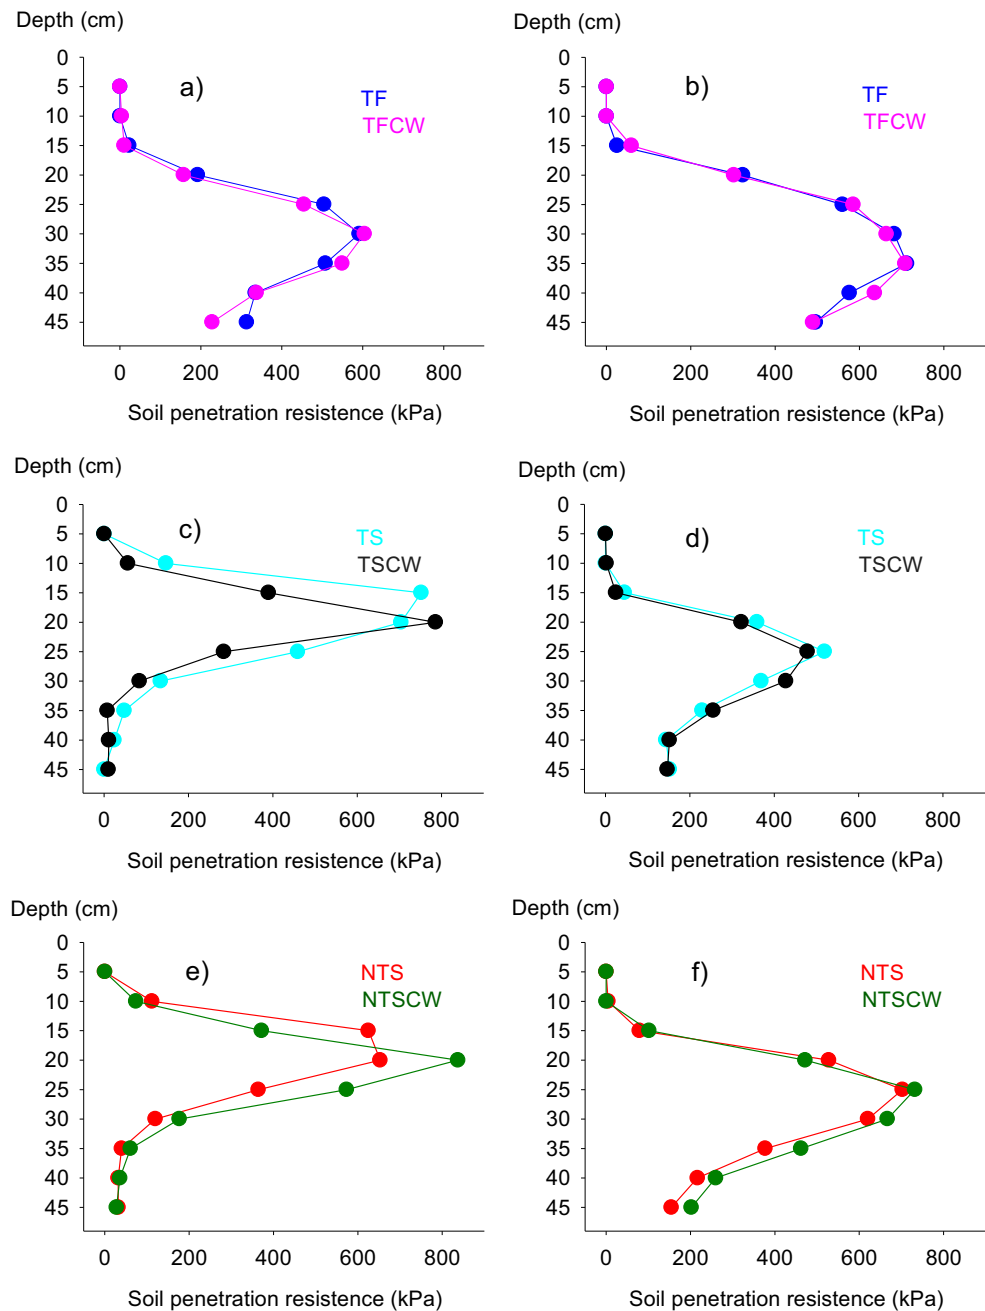 Depth (cm)
0
5
10
15
20
25
30
35
40
45
a)
TF
TFCW
0 200 400 600 800
Soil penetration resistence (kPa)
Depth (cm)
0
5
10
15
20
25
30
35
40
45
b)
TF
TFCW
0 200 400 600 800
Soil penetration resistence (kPa)
Depth (cm)
0
5
10
15
20
25
30
35
40
45
c)
TS
TSCW
0 200 400 600 800
Soil penetration resistence (kPa)
Depth (cm)
0
5
10
15
20
25
30
35
40
45
d)
TS
TSCW
0 200 400 600 800
Soil penetration resistence (kPa)
Depth (cm)
0
5
10
15
20
25
30
35
40
45
e)
NTS
NTSCW
0 200 400 600 800
Soil penetration resistence (kPa)
Depth (cm)
0
5
10
15
20
25
30
35
40
45
f)
NTS
NTSCW
0 200 400 600 800
Soil penetration resistence (kPa)